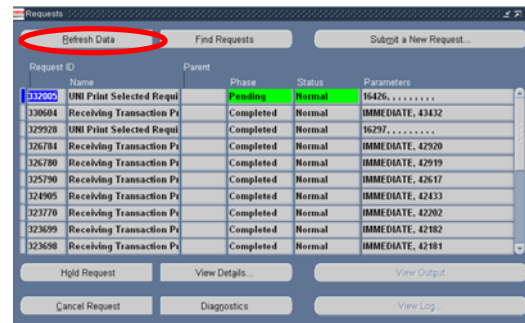 Requests
Refresh Data Find Requests Submit a New Request...
Request ID Parent
Name Phase Status Parameters
332005 UNI Print Selected Requi Pending Normal 16426, , , , , , , , ,
330604 Receiving Transaction Pr Completed Normal IMMEDIATE, 43432
329928 UNI Print Selected Requi Completed Normal 16297, , , , , , , , ,
326784 Receiving Transaction Pr Completed Normal IMMEDIATE, 42920
326780 Receiving Transaction Pr Completed Normal IMMEDIATE, 42919
325790 Receiving Transaction Pr Completed Normal IMMEDIATE, 42617
324905 Receiving Transaction Pr Completed Normal IMMEDIATE, 42433
323770 Receiving Transaction Pr Completed Normal IMMEDIATE, 42202
323699 Receiving Transaction Pr Completed Normal IMMEDIATE, 42182
323698 Receiving Transaction Pr Completed Normal IMMEDIATE, 42181
Hold Request View Details... View Output
Cancel Request Diagnostics View Log...